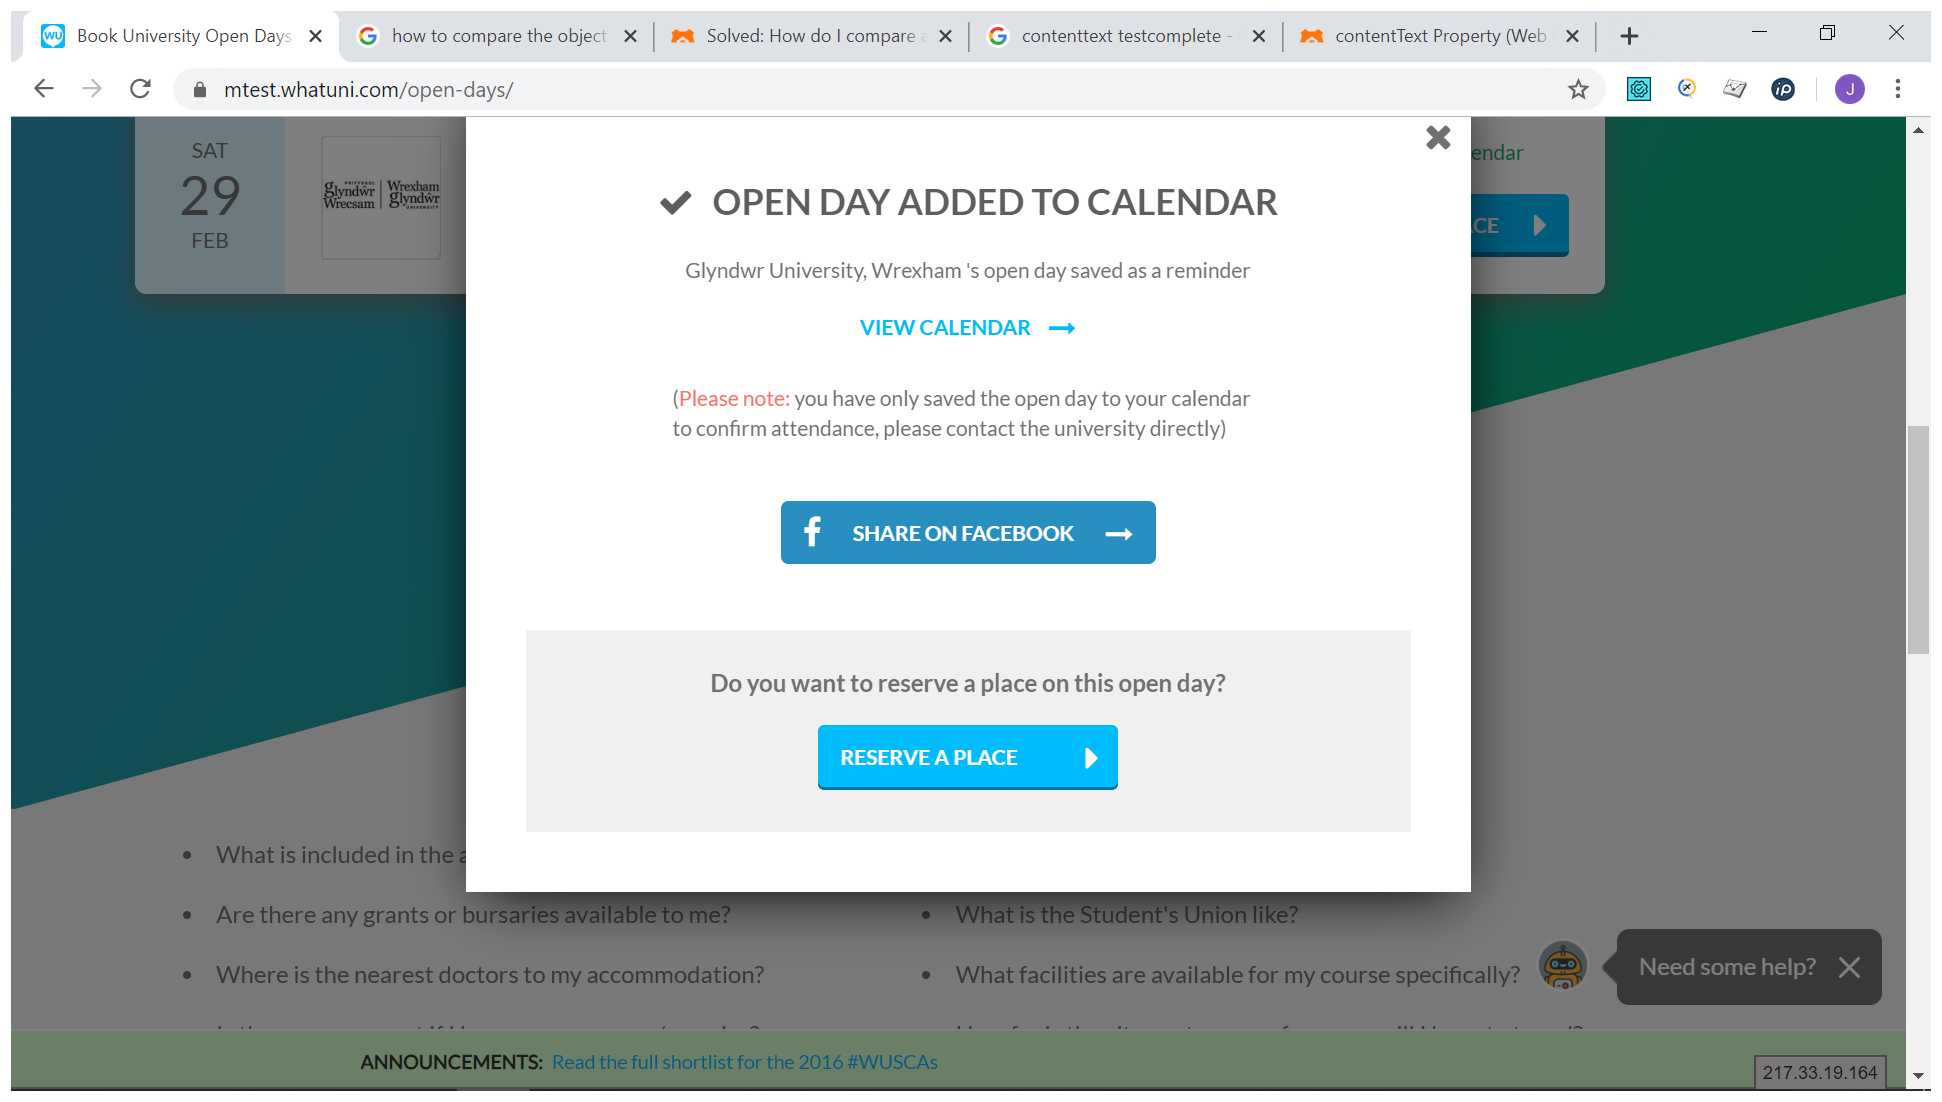 Book University Open Days
how to compare the object
Solved: How do I compare
contenttext testcomplete -
contentText Property (Web
mtest.whatuni.com/open-days/
J
SAT
29
FEB
glyndŵr
Wrecsam
Wrexham
glyndŵr
UNIVERSITY
endar
CE
OPEN DAY ADDED TO CALENDAR
Glyndwr University, Wrexham 's open day saved as a reminder
VIEW CALENDAR
(Please note: you have only saved the open day to your calendar
to confirm attendance, please contact the university directly)
SHARE ON FACEBOOK
Do you want to reserve a place on this open day?
RESERVE A PLACE
What is included in the
Are there any grants or bursaries available to me?
What is the Student's Union like?
Where is the nearest doctors to my accommodation?
What facilities are available for my course specifically?
Need some help?
ANNOUNCEMENTS: Read the full shortlist for the 2016 #WUSCAs
217.33.19.164